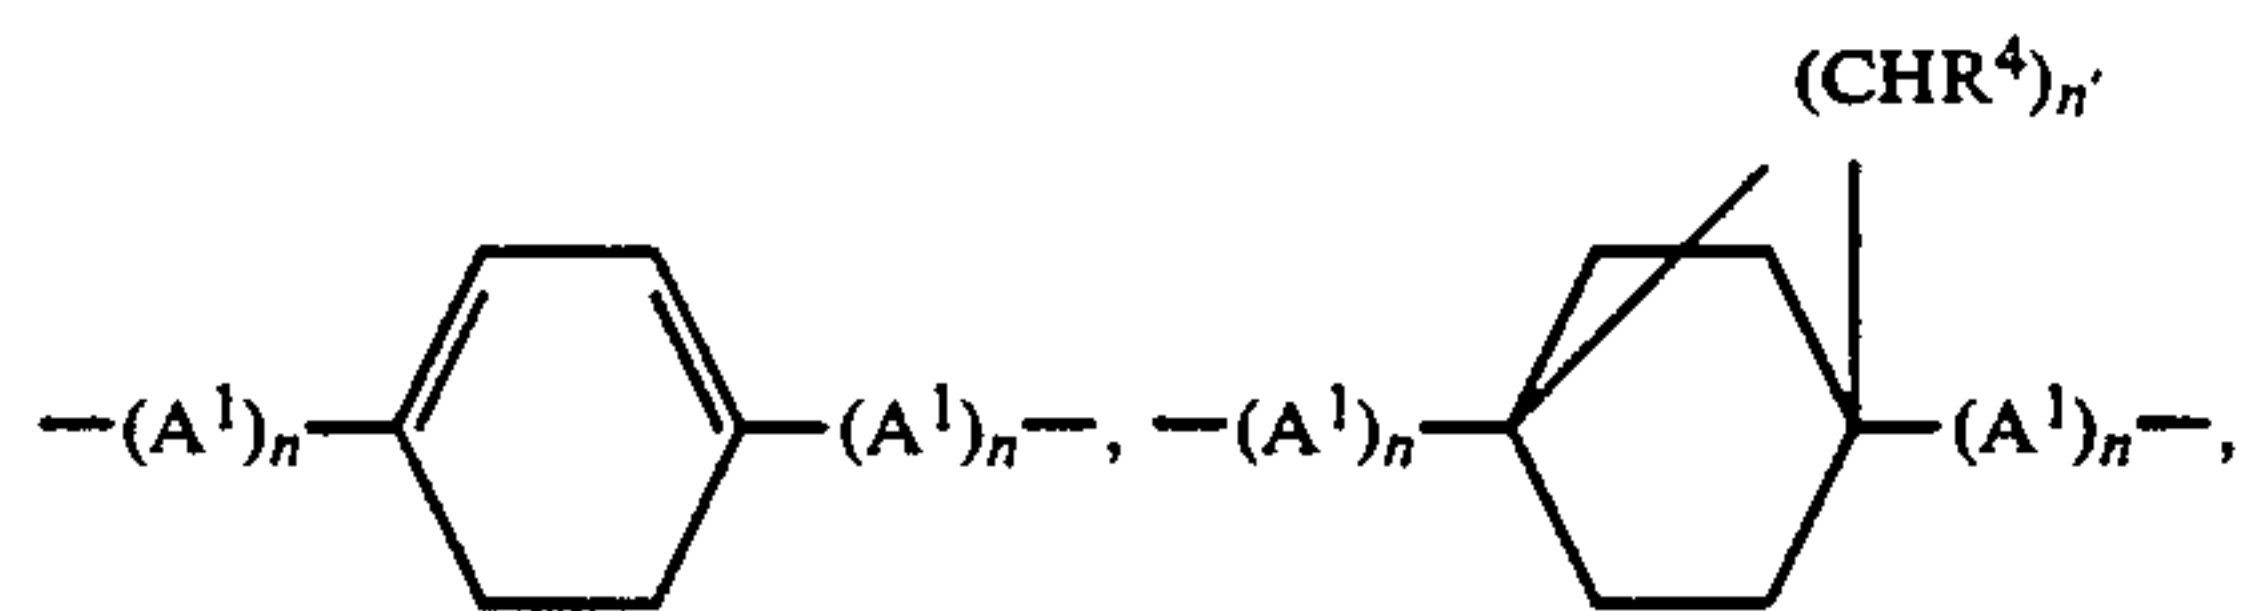 (CHR⁴)ₙ′
—(A¹)ₙ— —(A¹)ₙ—, —(A¹)ₙ— —(A¹)ₙ—,